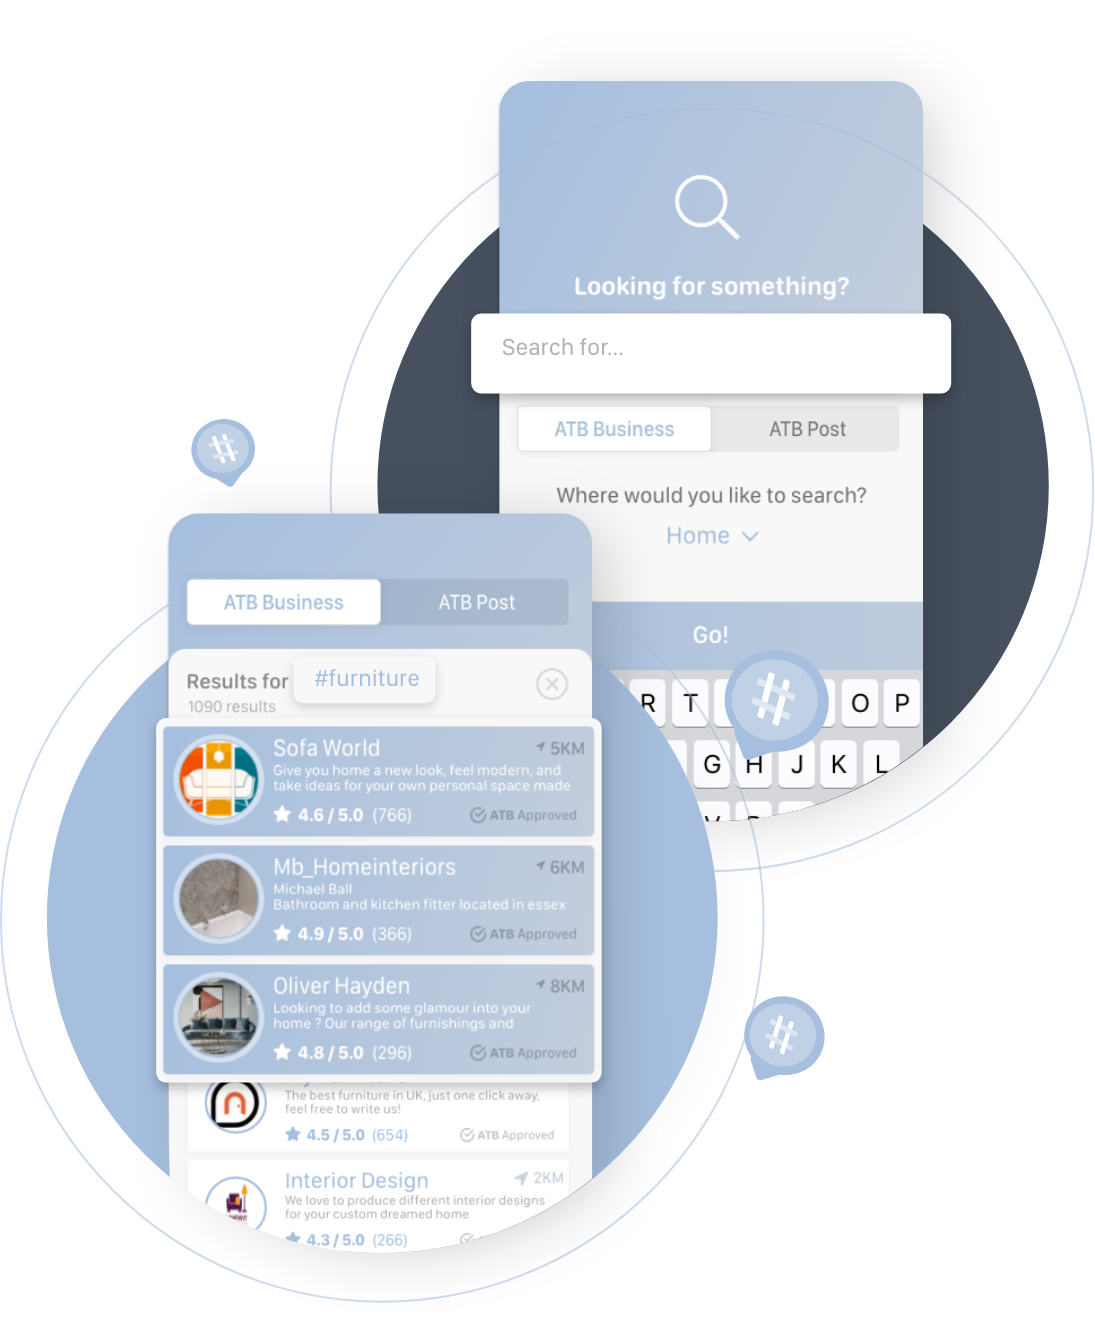 Looking for something?
Search for...
ATB Business
ATB Post
Where would you like to search?
Home
Go!
R T O P
G H J K L
ATB Business
ATB Post
Results for #furniture
1090 results
Sofa World
5KM
Give you home a new look, feel modern, and
take ideas for your own personal space made
4.6 / 5.0 (766)
ATB Approved
Mb_Homeinteriors
6KM
Michael Ball
Bathroom and kitchen fitter located in essex
4.9 / 5.0 (366)
ATB Approved
Oliver Hayden
8KM
Looking to add some glamour into your
home ? Our range of furnishings and
4.8 / 5.0 (296)
ATB Approved
The best furniture in UK, just one click away,
feel free to write us!
4.5 / 5.0 (654)
ATB Approved
Interior Design
2KM
We love to produce different interior designs
for your custom dreamed home
4.3 / 5.0 (266)